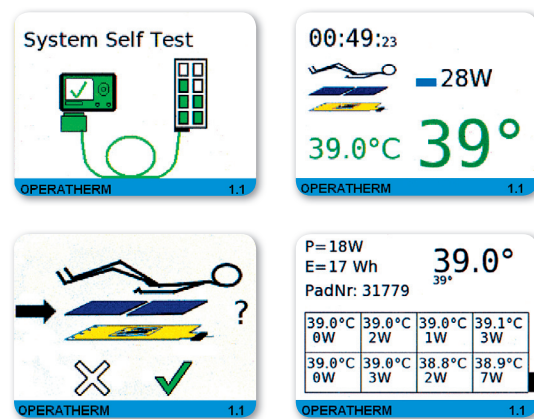 System Self Test
OPERATHERM 1.1
00:49:23
28W
39.0°C 39°
OPERATHERM 1.1
?
OPERATHERM 1.1
P=18W
E=17 Wh
39.0°
39°
PadNr: 31779
39.0°C 39.0°C 39.0°C 39.1°C
0W 2W 1W 3W
39.0°C 39.0°C 38.8°C 38.9°C
0W 3W 2W 7W
OPERATHERM 1.1